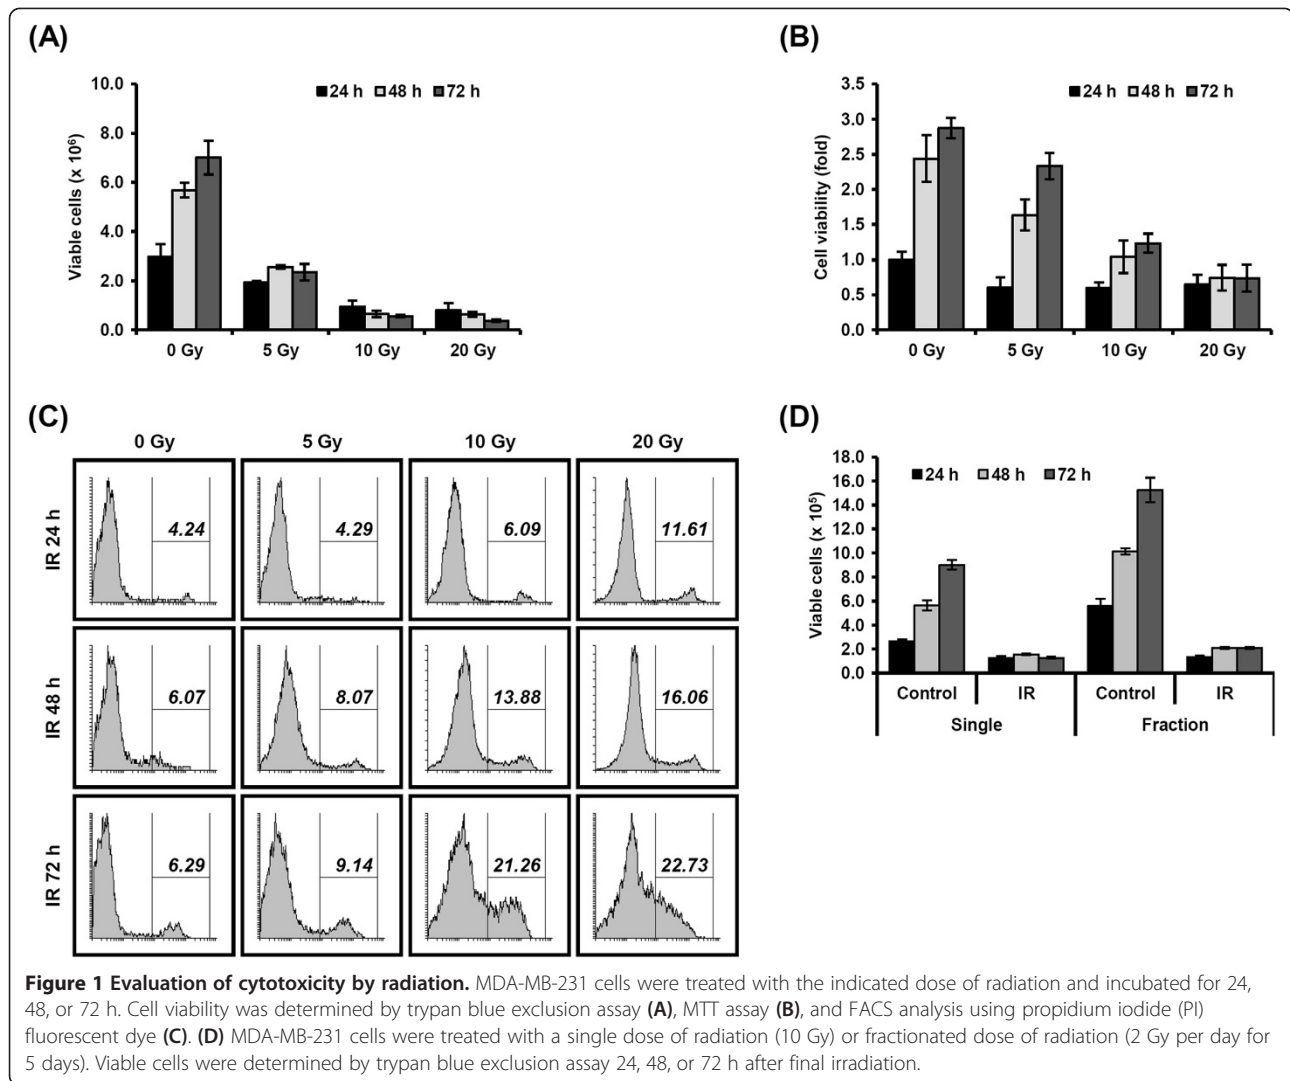 (A)
24 h 48 h 72 h
Viable cells (x 10⁶)
10.0
8.0
6.0
4.0
2.0
0.0
0 Gy 5 Gy 10 Gy 20 Gy
(B)
24 h 48 h 72 h
Cell viability (fold)
3.5
3.0
2.5
2.0
1.5
1.0
0.5
0.0
0 Gy 5 Gy 10 Gy 20 Gy
(C)
0 Gy 5 Gy 10 Gy 20 Gy
IR 24 h
4.24 4.29 6.09 11.61
IR 48 h
6.07 8.07 13.88 16.06
IR 72 h
6.29 9.14 21.26 22.73
(D)
24 h 48 h 72 h
Viable cells (x 10⁵)
18.0
16.0
14.0
12.0
10.0
8.0
6.0
4.0
2.0
0.0
Control IR Control IR
Single Fraction
Figure 1 Evaluation of cytotoxicity by radiation. MDA-MB-231 cells were treated with the indicated dose of radiation and incubated for 24,
48, or 72 h. Cell viability was determined by trypan blue exclusion assay (A), MTT assay (B), and FACS analysis using propidium iodide (PI)
fluorescent dye (C). (D) MDA-MB-231 cells were treated with a single dose of radiation (10 Gy) or fractionated dose of radiation (2 Gy per day for
5 days). Viable cells were determined by trypan blue exclusion assay 24, 48, or 72 h after final irradiation.